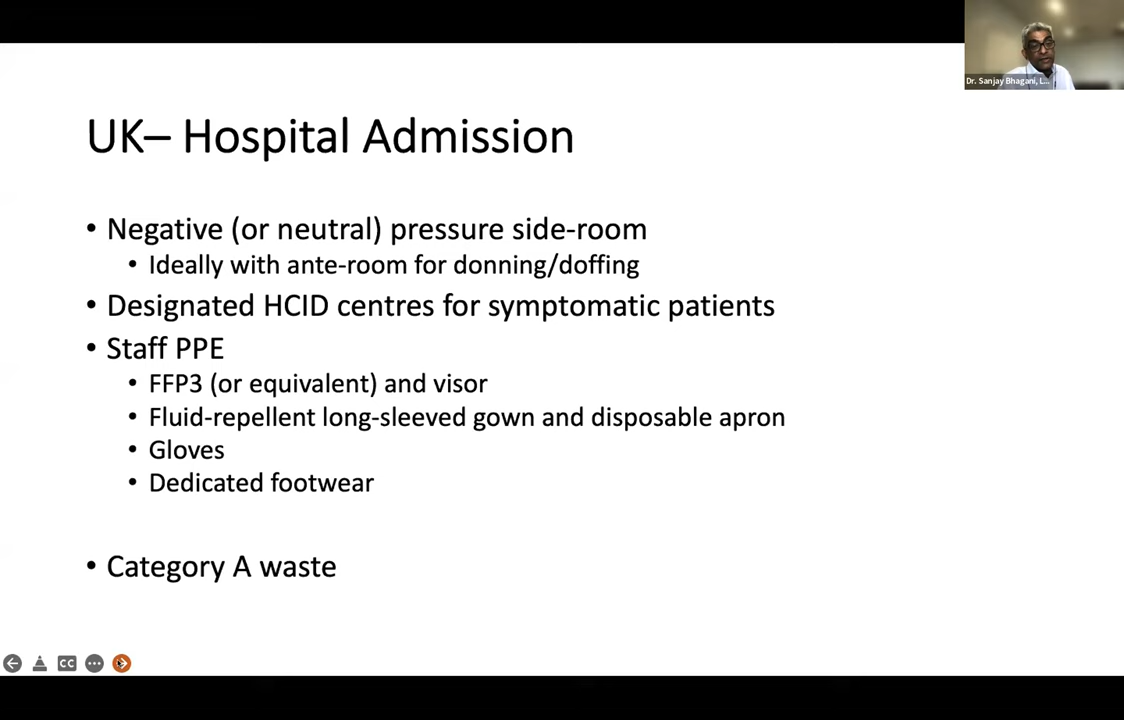 Dr. Sanjay Bhagani, L...
UK– Hospital Admission
• Negative (or neutral) pressure side-room
• Ideally with ante-room for donning/doffing
• Designated HCID centres for symptomatic patients
• Staff PPE
• FFP3 (or equivalent) and visor
• Fluid-repellent long-sleeved gown and disposable apron
• Gloves
• Dedicated footwear
• Category A waste
CC